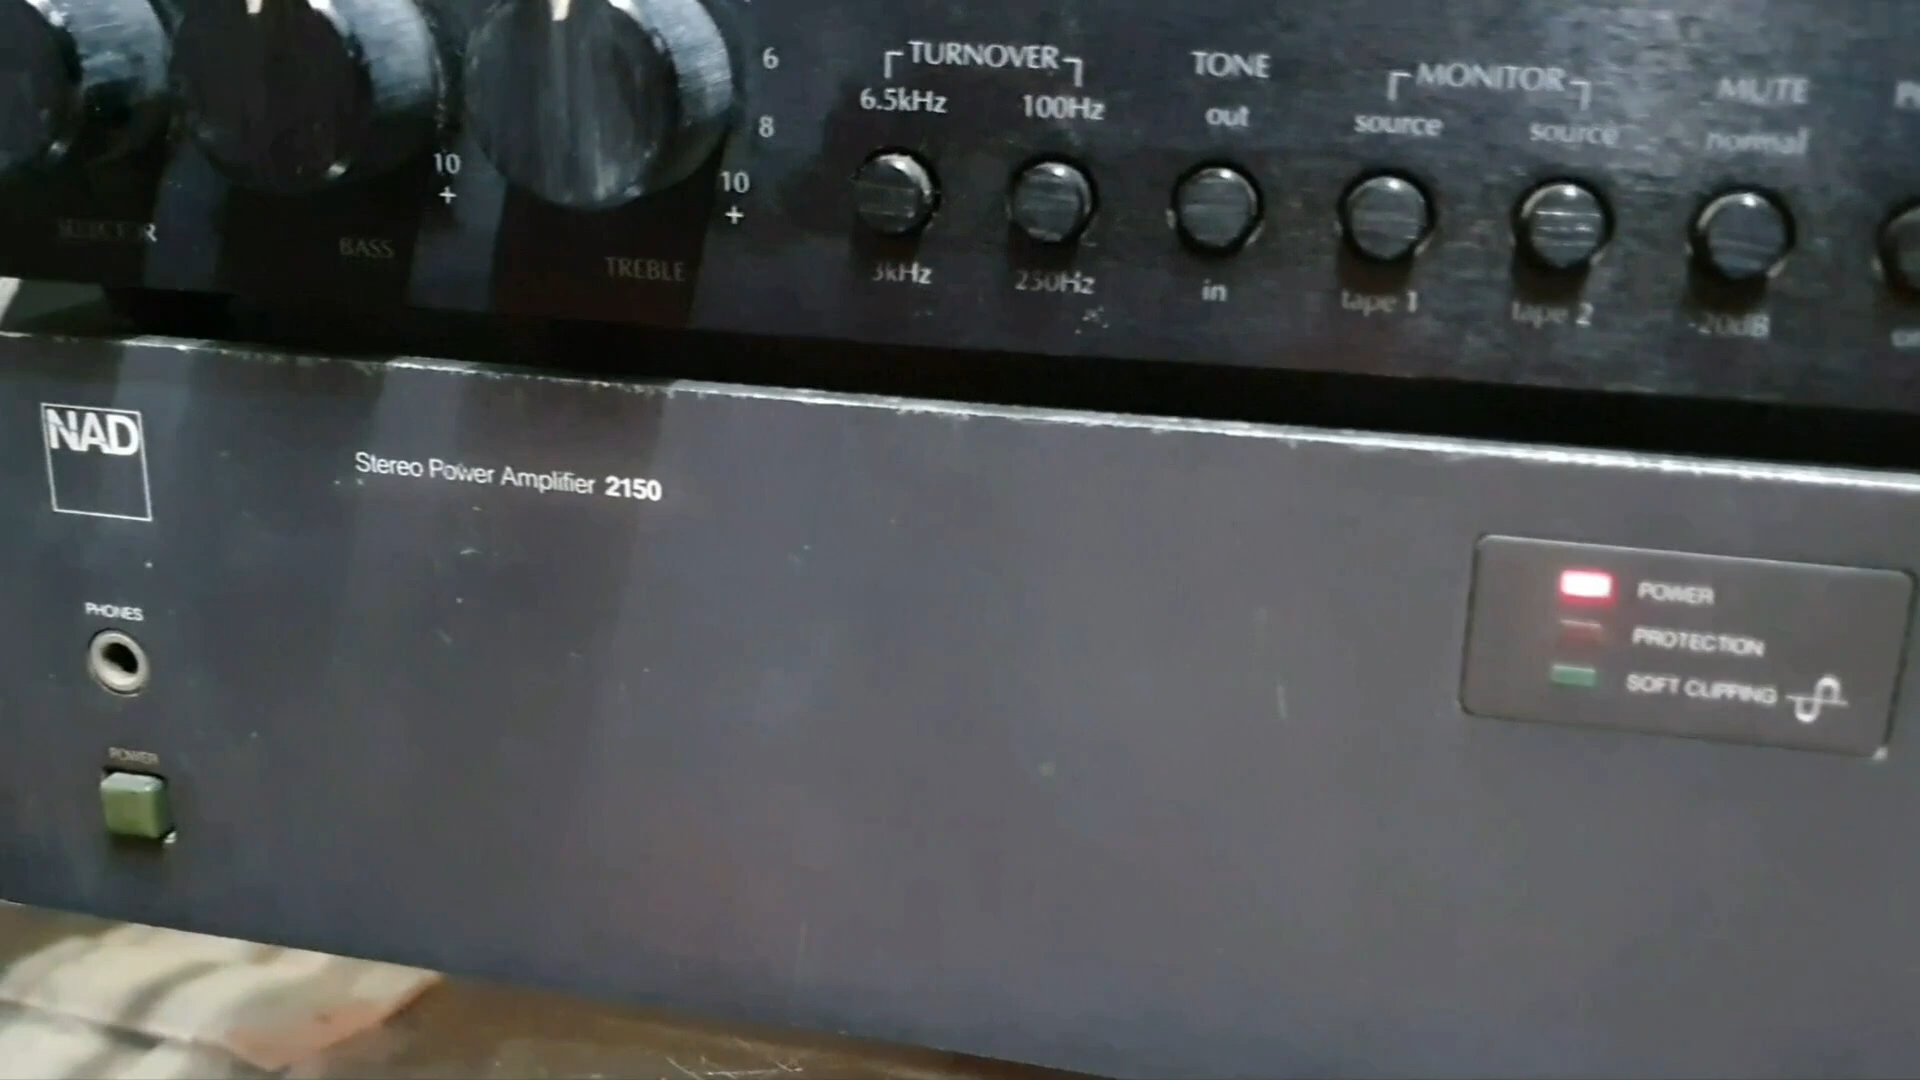 TURNOVER
6.5kHz 100Hz
TONE
out
MONITOR
source source
MUTE
normal
6
8
10
+
10
+
SELECTOR
BASS
TREBLE
3kHz
250Hz
in
tape 1
tape 2
-20dB
NAD
Stereo Power Amplifier 2150
PHONES
POWER
POWER
PROTECTION
SOFT CLIPPING